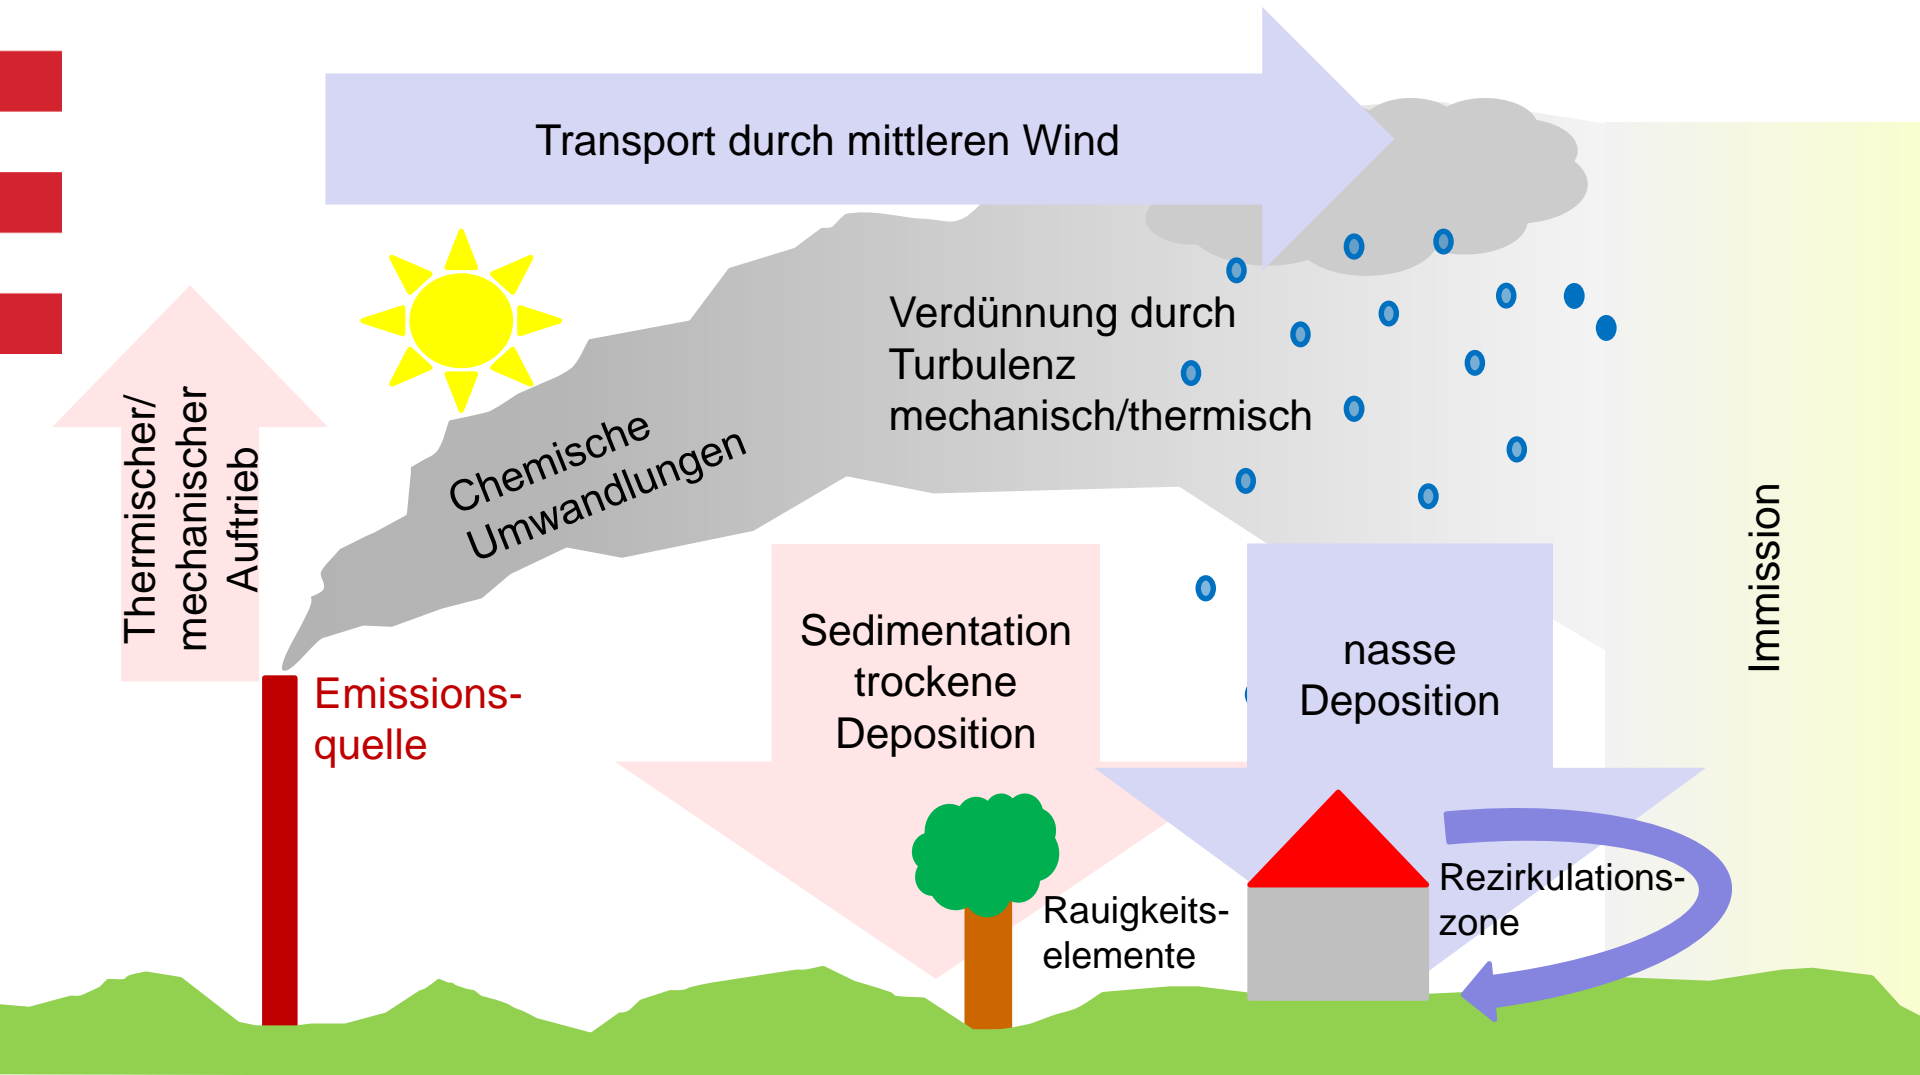 Transport durch mittleren Wind
Thermischer/
mechanischer
Auftrieb
Chemische
Umwandlungen
Verdünnung durch
Turbulenz
mechanisch/thermisch
Emissions-
quelle
Sedimentation
trockene
Deposition
nasse
Deposition
Immission
Rauigkeits-
elemente
Rezirkulations-
zone